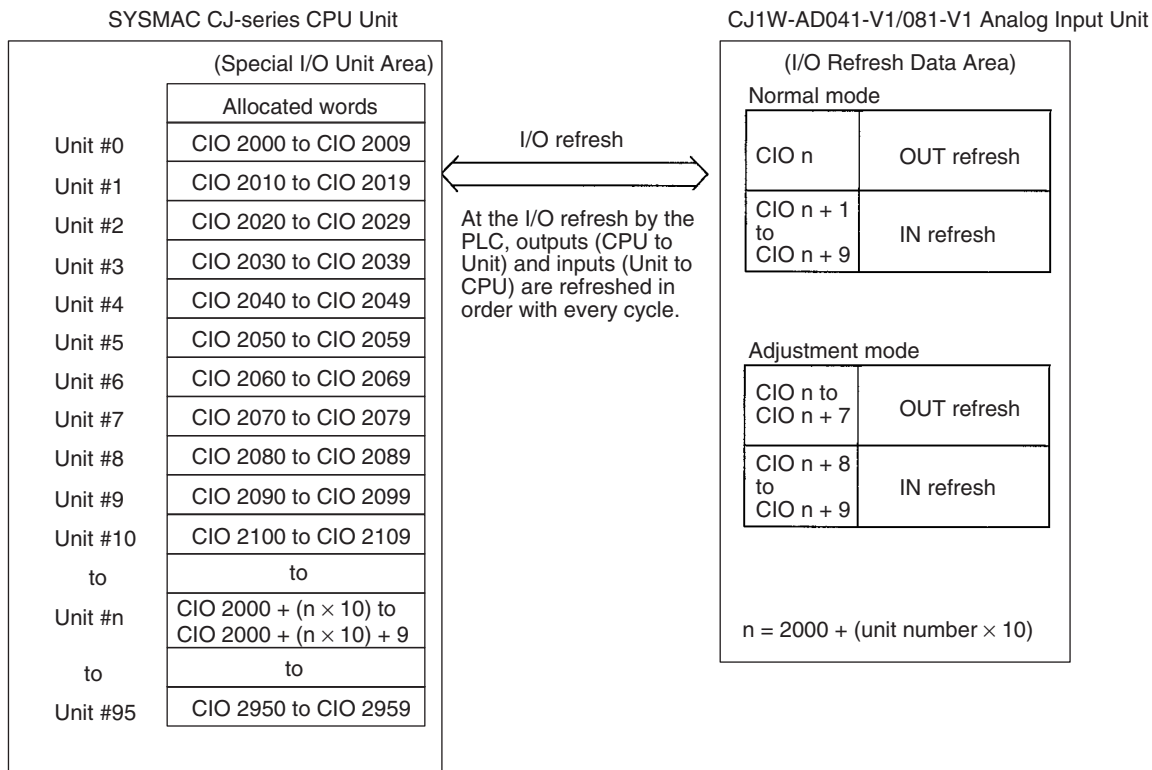 SYSMAC CJ-series CPU Unit
(Special I/O Unit Area)
Allocated words
Unit #0 CIO 2000 to CIO 2009
Unit #1 CIO 2010 to CIO 2019
Unit #2 CIO 2020 to CIO 2029
Unit #3 CIO 2030 to CIO 2039
Unit #4 CIO 2040 to CIO 2049
Unit #5 CIO 2050 to CIO 2059
Unit #6 CIO 2060 to CIO 2069
Unit #7 CIO 2070 to CIO 2079
Unit #8 CIO 2080 to CIO 2089
Unit #9 CIO 2090 to CIO 2099
Unit #10 CIO 2100 to CIO 2109
to to
Unit #n CIO 2000 + (n × 10) to
CIO 2000 + (n × 10) + 9
to to
Unit #95 CIO 2950 to CIO 2959
I/O refresh
At the I/O refresh by the
PLC, outputs (CPU to
Unit) and inputs (Unit to
CPU) are refreshed in
order with every cycle.
CJ1W-AD041-V1/081-V1 Analog Input Unit
(I/O Refresh Data Area)
Normal mode
CIO n OUT refresh
CIO n + 1
to
CIO n + 9
IN refresh
Adjustment mode
CIO n to
CIO n + 7
OUT refresh
CIO n + 8
to
CIO n + 9
IN refresh
n = 2000 + (unit number × 10)